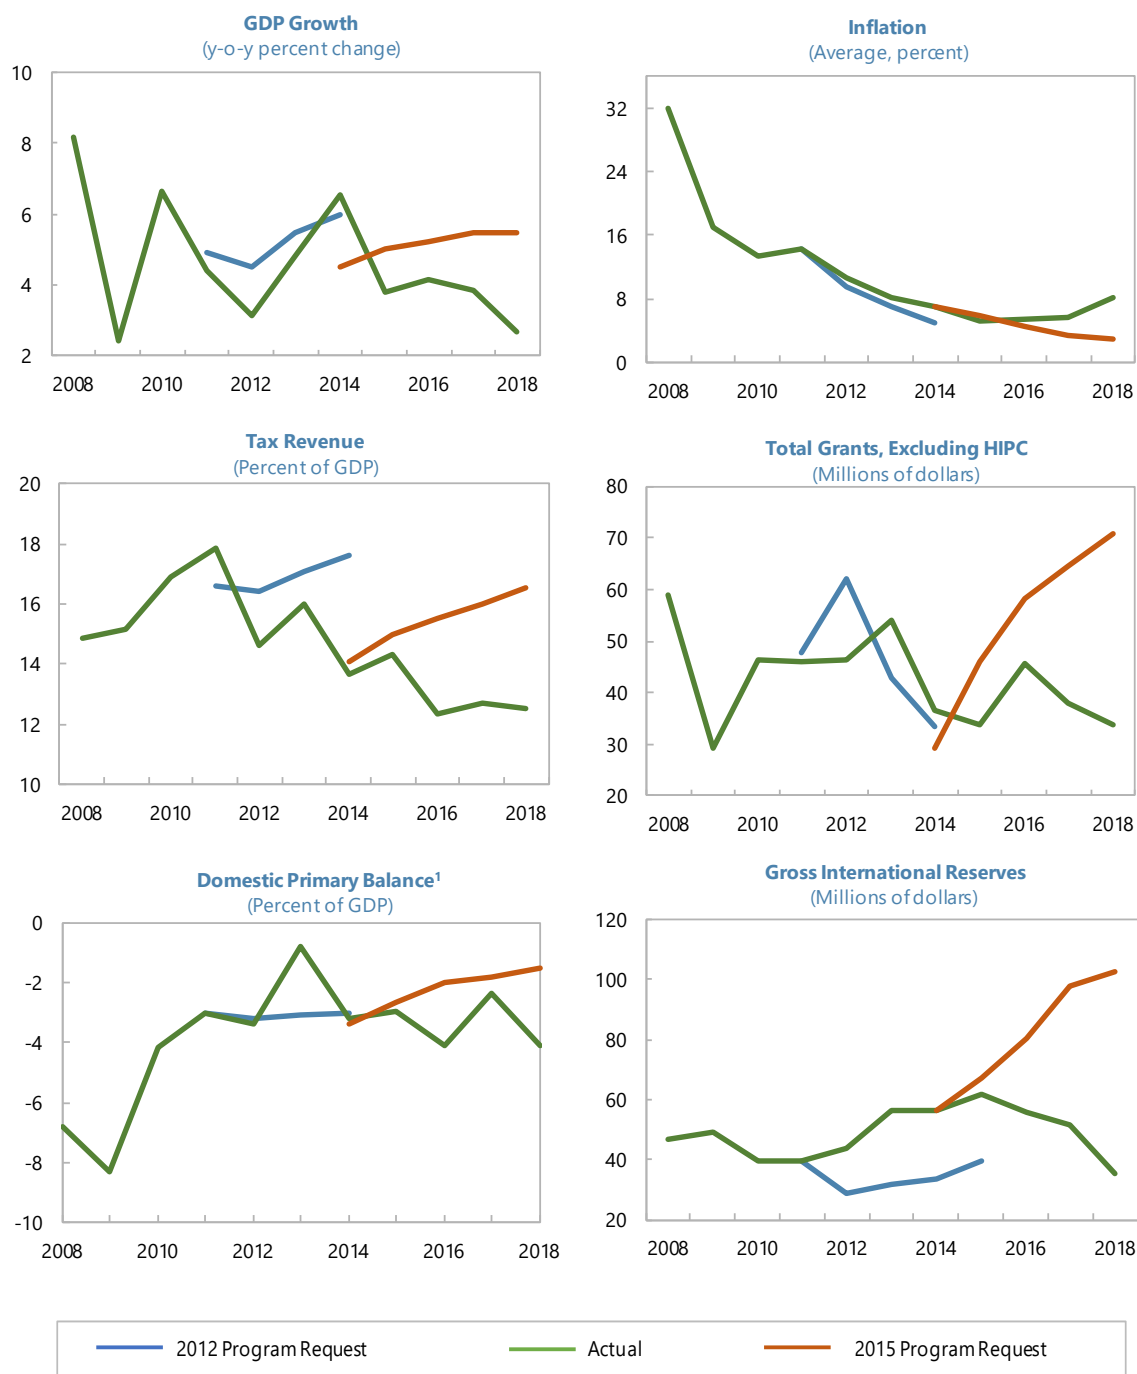 GDP Growth
(y-o-y percent change)
10
8
6
4
2
2008 2010 2012 2014 2016 2018
Inflation
(Average, percent)
32
24
16
8
0
2008 2010 2012 2014 2016 2018
Tax Revenue
(Percent of GDP)
20
18
16
14
12
10
2008 2010 2012 2014 2016 2018
Total Grants, Excluding HIPC
(Millions of dollars)
80
70
60
50
40
30
20
2008 2010 2012 2014 2016 2018
Domestic Primary Balance¹
(Percent of GDP)
0
-2
-4
-6
-8
-10
2008 2010 2012 2014 2016 2018
Gross International Reserves
(Millions of dollars)
120
100
80
60
40
20
2008 2010 2012 2014 2016 2018
2012 Program Request Actual 2015 Program Request